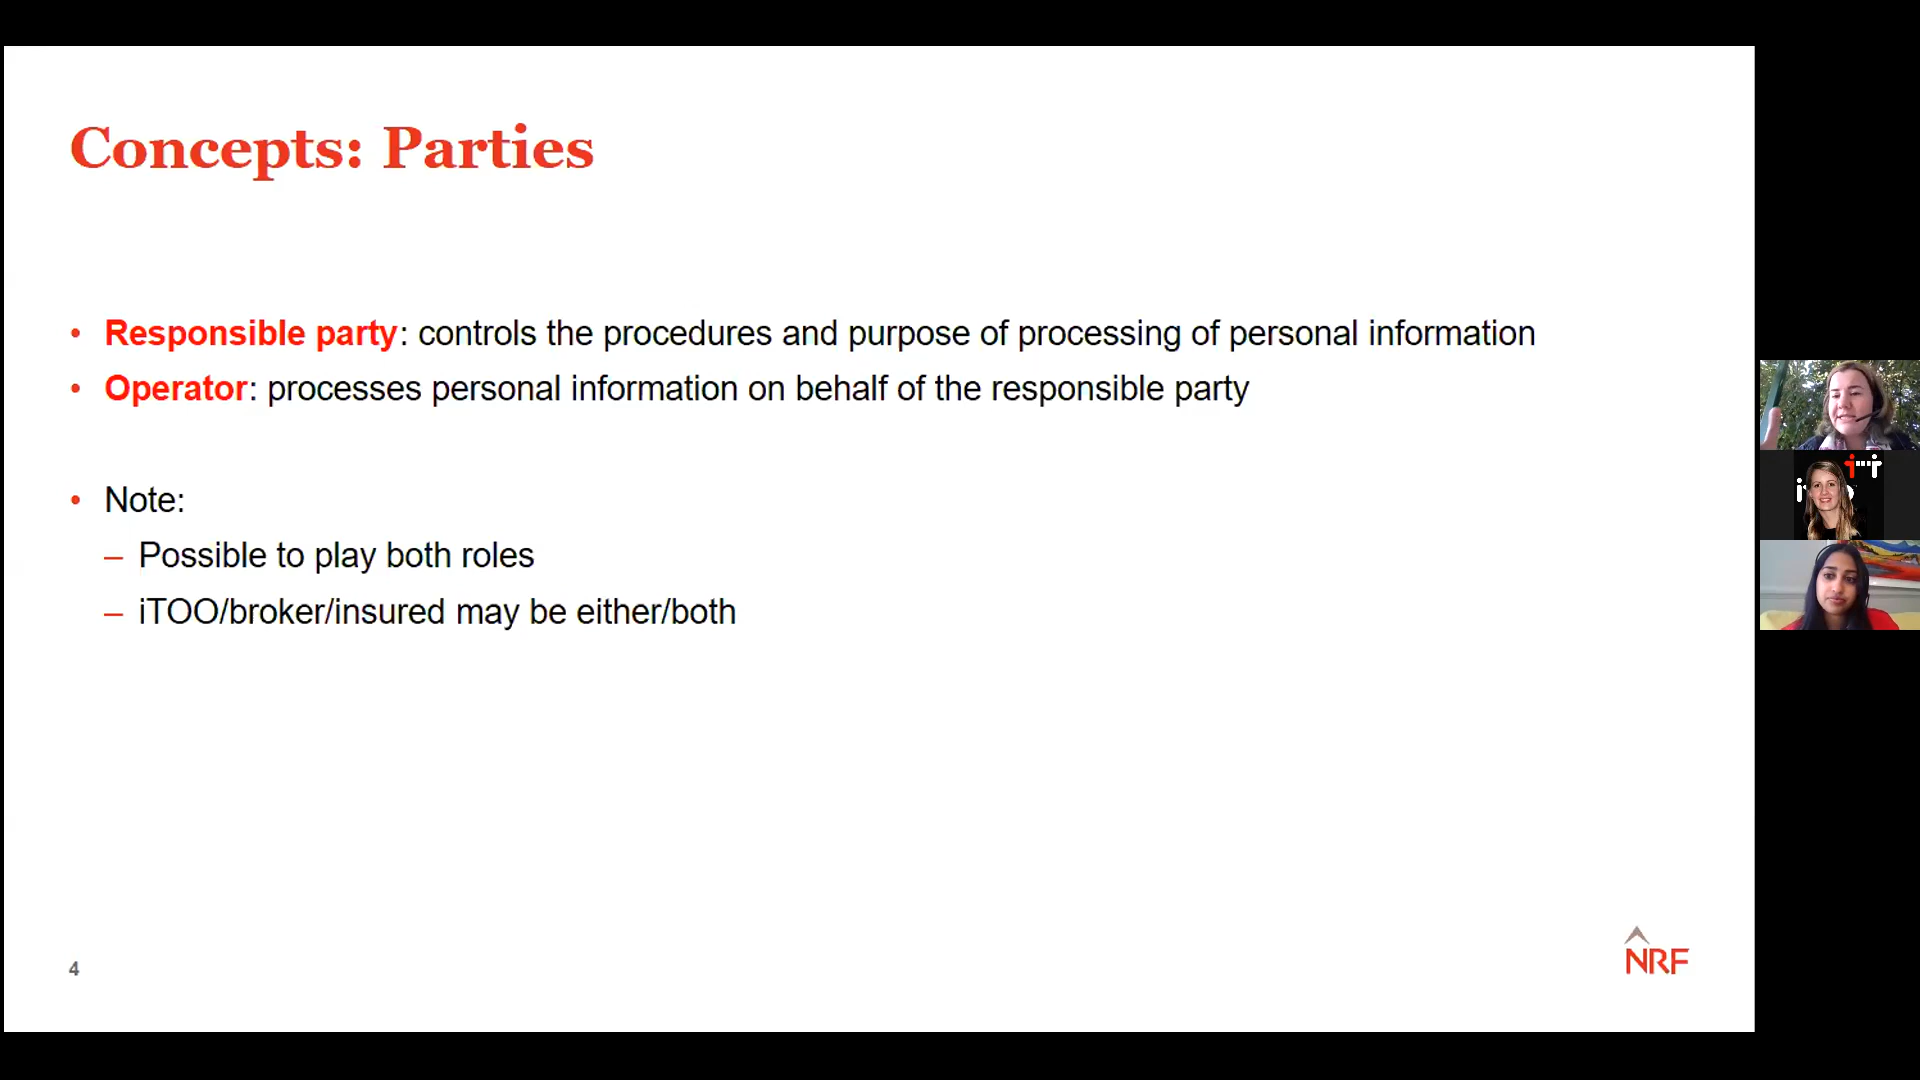 Concepts: Parties
• Responsible party: controls the procedures and purpose of processing of personal information
• Operator: processes personal information on behalf of the responsible party
• Note:
– Possible to play both roles
– iTOO/broker/insured may be either/both
4
NRF